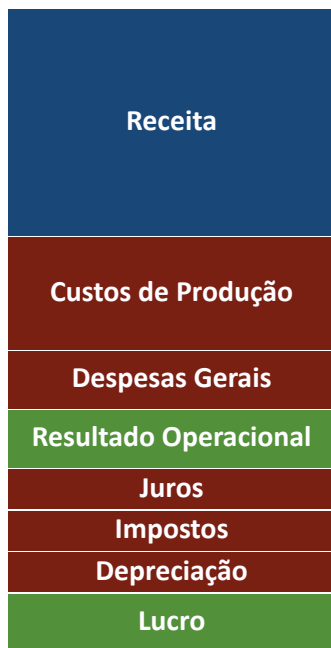 Receita
Custos de Produção
Despesas Gerais
Resultado Operacional
Juros
Impostos
Depreciação
Lucro